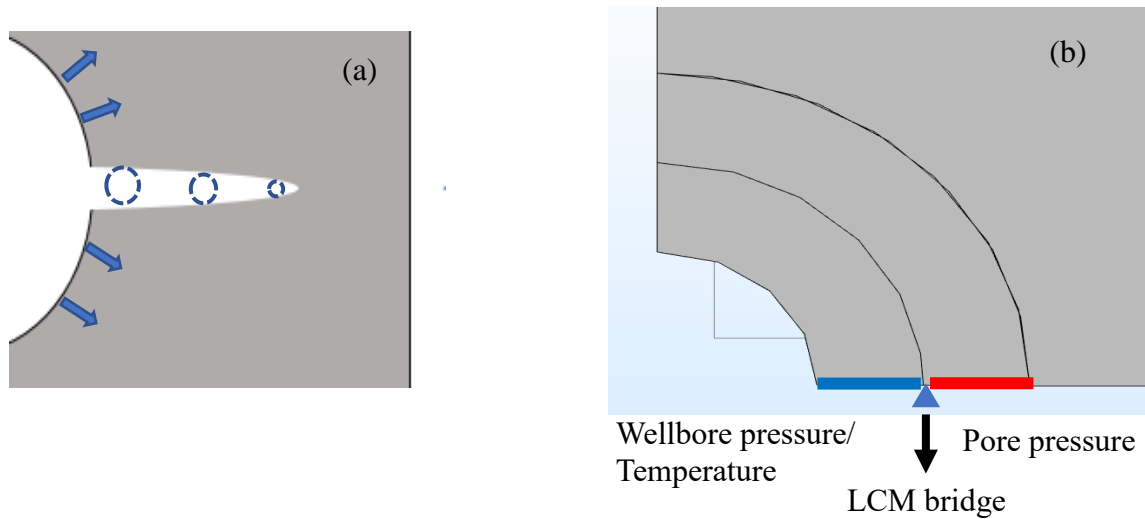 (a)
(b)
Wellbore pressure/
Temperature
Pore pressure
LCM bridge